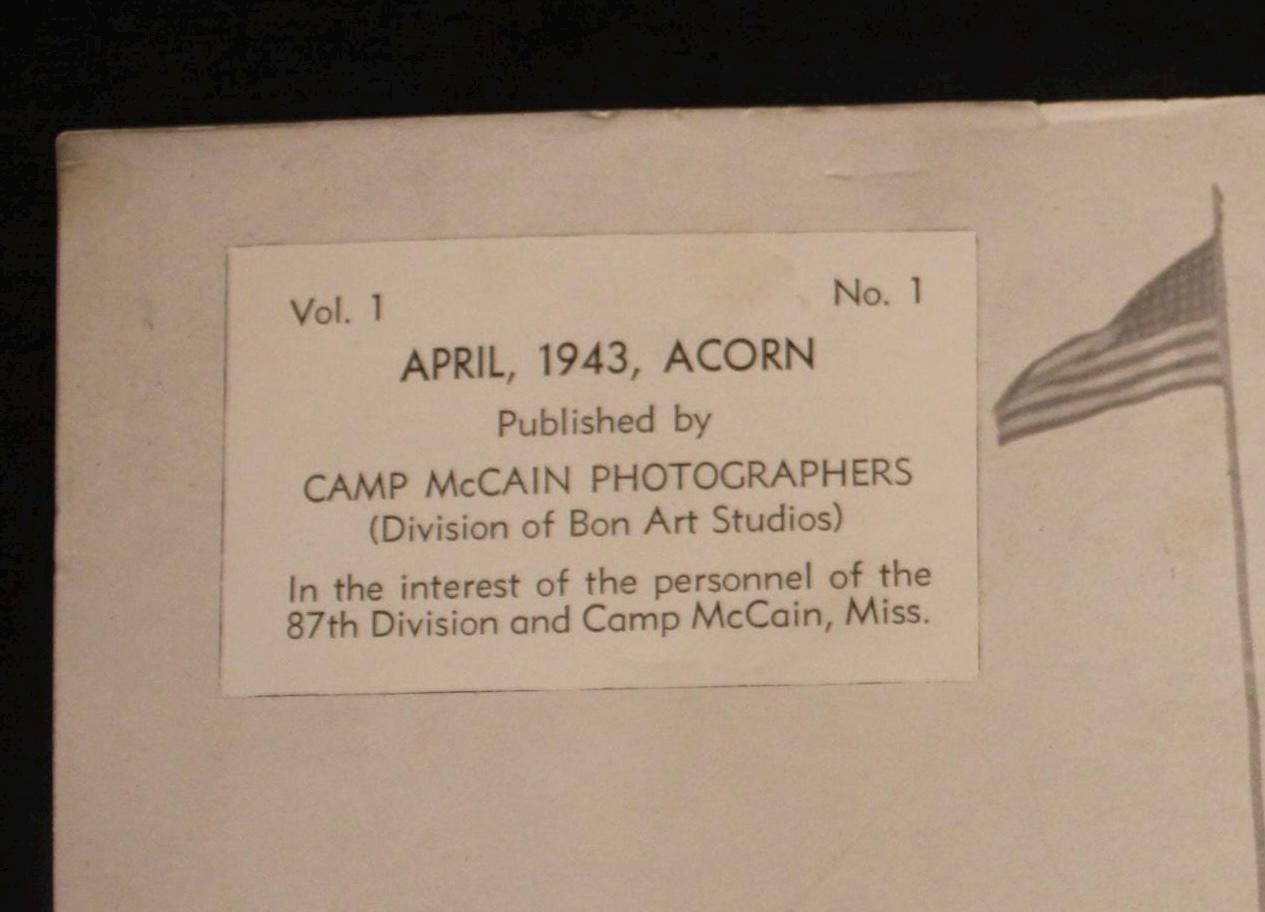 Vol. 1 No. 1
APRIL, 1943, ACORN
Published by
CAMP McCAIN PHOTOGRAPHERS
(Division of Bon Art Studios)
In the interest of the personnel of the
87th Division and Camp McCain, Miss.